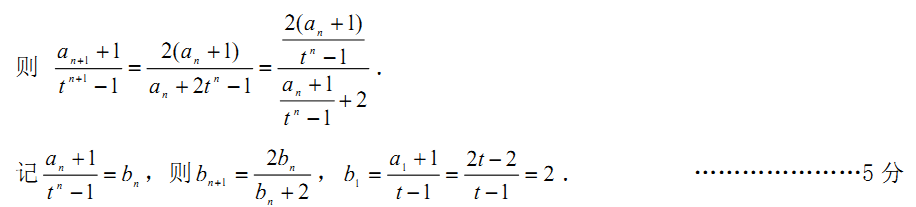 则 $\frac{a_{n+1}+1}{t^{n+1}-1}=\frac{2(a_n+1)}{a_n+2t^n-1}=\frac{\frac{2(a_n+1)}{t^n-1}}{\frac{a_n+1}{t^n-1}+2}$.
记 $\frac{a_n+1}{t^n-1}=b_n$，则 $b_{n+1}=\frac{2b_n}{b_n+2}$，$b_1=\frac{a_1+1}{t-1}=\frac{2t-2}{t-1}=2$. …………………5 分